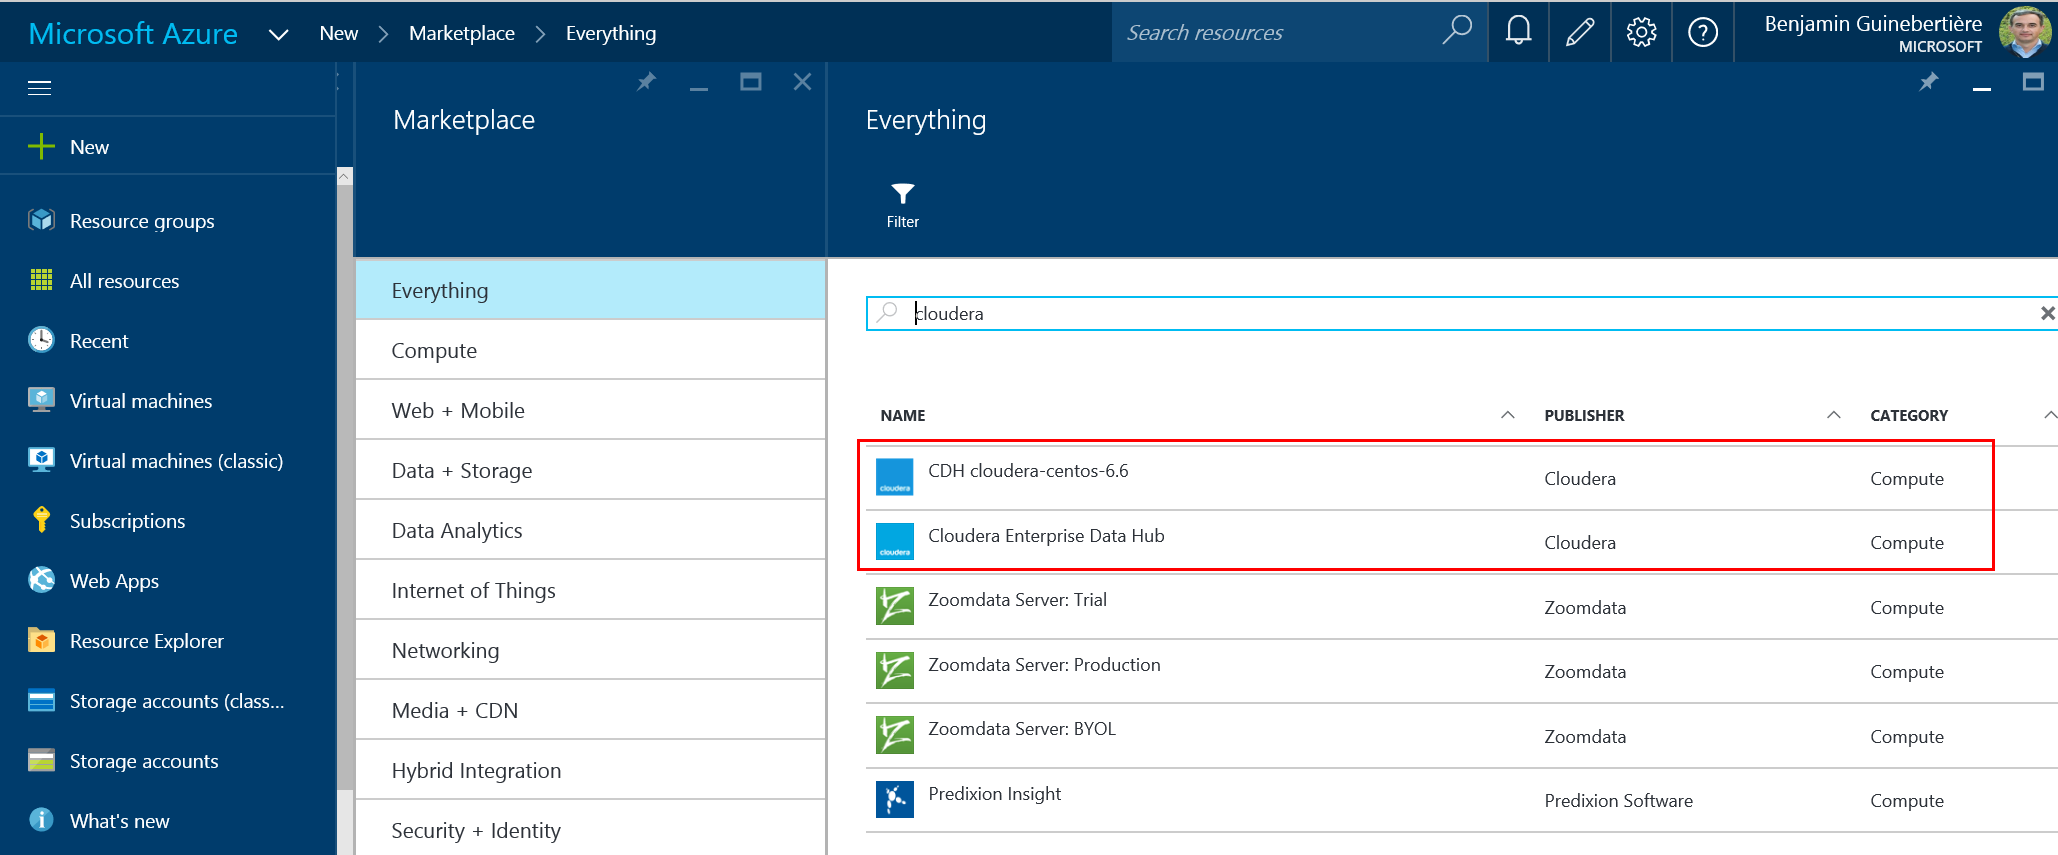 Microsoft Azure New Marketplace Everything
Search resources
Benjamin Guinebertière
MICROSOFT
New
Resource groups
All resources
Recent
Virtual machines
Virtual machines (classic)
Subscriptions
Web Apps
Resource Explorer
Storage accounts (class...
Storage accounts
What's new
Marketplace
Everything
Compute
Web + Mobile
Data + Storage
Data Analytics
Internet of Things
Networking
Media + CDN
Hybrid Integration
Security + Identity
Everything
Filter
cloudera
NAME PUBLISHER CATEGORY
cloudera CDH cloudera-centos-6.6 Cloudera Compute
cloudera Cloudera Enterprise Data Hub Cloudera Compute
Zoomdata Server: Trial Zoomdata Compute
Zoomdata Server: Production Zoomdata Compute
Zoomdata Server: BYOL Zoomdata Compute
Predixion Insight Predixion Software Compute